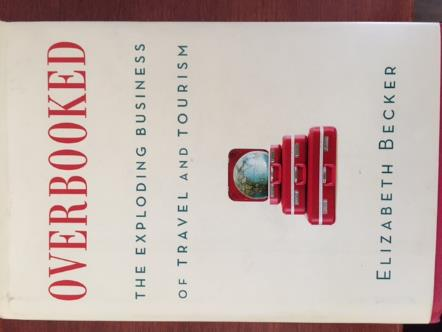 OVERBOOKED
THE EXPLODING BUSINESS
OF TRAVEL AND TOURISM
ELIZABETH BECKER